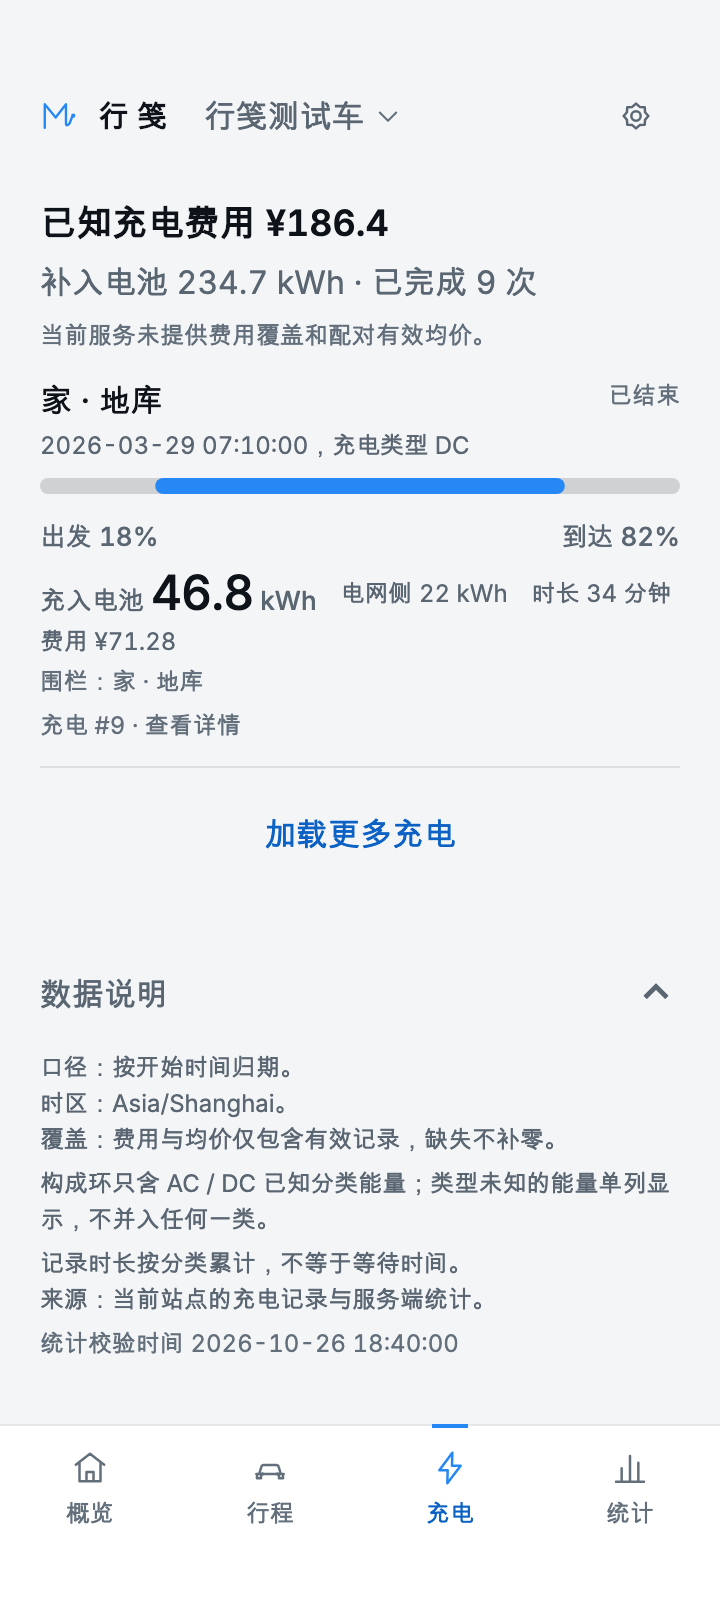 行笺 行笺测试车
已知充电费用 ¥186.4
补入电池 234.7 kWh · 已完成 9 次
当前服务未提供费用覆盖和配对有效均价。
家 · 地库 已结束
2026-03-29 07:10:00，充电类型 DC
出发 18% 到达 82%
充入电池 46.8 kWh 电网侧 22 kWh 时长 34 分钟
费用 ¥71.28
围栏：家 · 地库
充电 #9 · 查看详情
加载更多充电
数据说明
口径：按开始时间归期。
时区：Asia/Shanghai。
覆盖：费用与均价仅包含有效记录，缺失不补零。
构成环只含 AC / DC 已知分类能量；类型未知的能量单列显
示，不并入任何一类。
记录时长按分类累计，不等于等待时间。
来源：当前站点的充电记录与服务端统计。
统计校验时间 2026-10-26 18:40:00
概览 行程 充电 统计